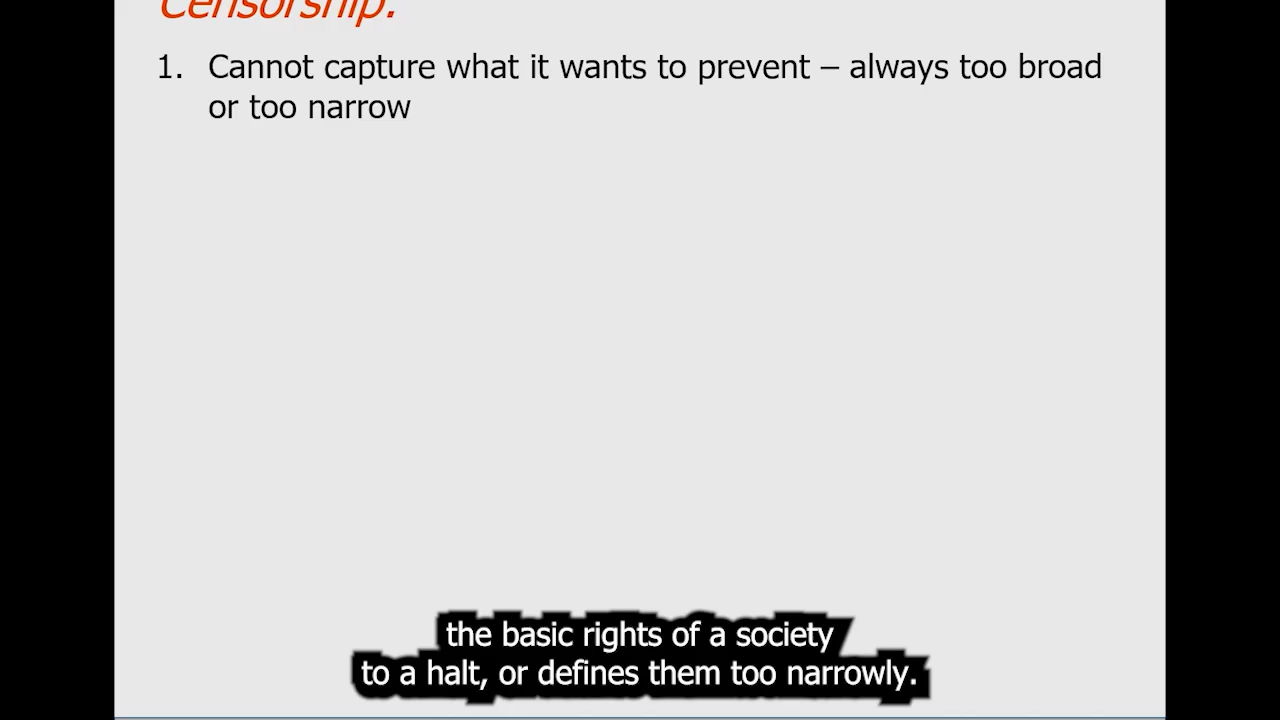 Censorship:
1. Cannot capture what it wants to prevent – always too broad
or too narrow
the basic rights of a society
to a halt, or defines them too narrowly.